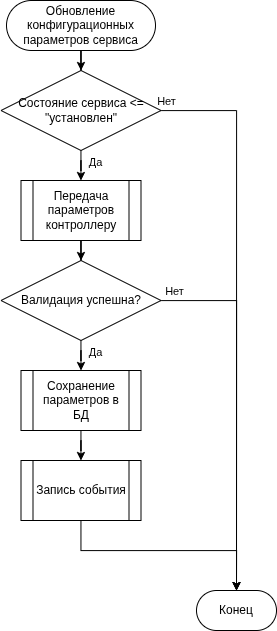 Обновление
конфигурационных
параметров сервиса
Состояние сервиса <=
"установлен"
Нет
Да
Передача
параметров
контроллеру
Валидация успешна?
Нет
Да
Сохранение
параметров в
БД
Запись события
Конец